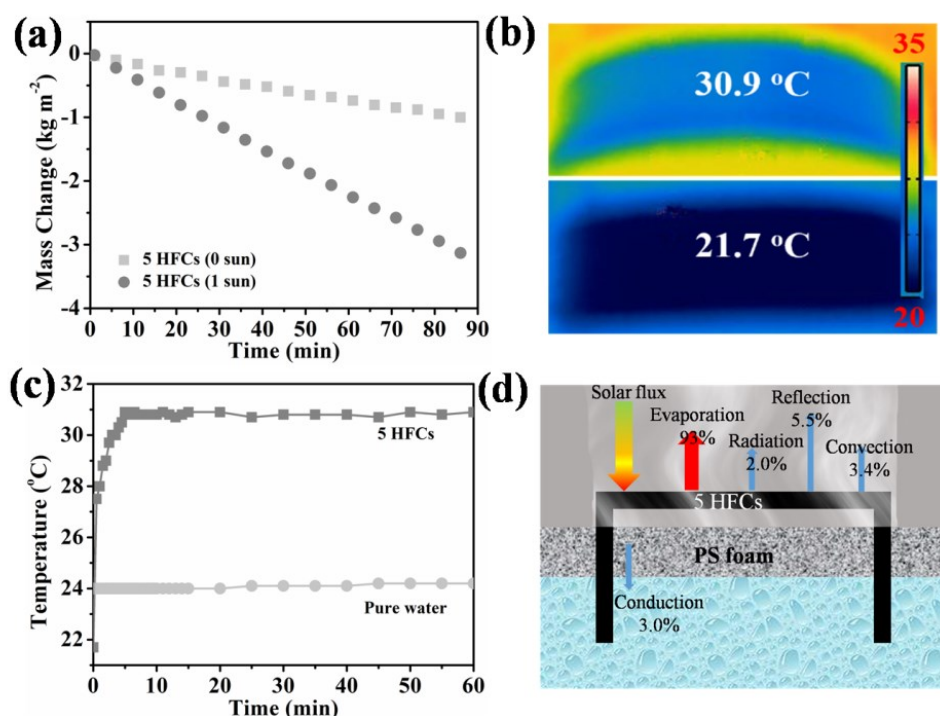 (a)
0
-1
-2
-3
-4
Mass Change (kg m⁻²)
5 HFCs (0 sun)
5 HFCs (1 sun)
0 10 20 30 40 50 60 70 80 90
Time (min)
(b)
35
30.9 °C
21.7 °C
20
(c)
32
30
28
26
24
22
Temperature (°C)
5 HFCs
Pure water
0 10 20 30 40 50 60
Time (min)
(d)
Solar flux
Evaporation
93%
Radiation
2.0%
Reflection
5.5%
Convection
3.4%
5 HFCs
PS foam
Conduction
3.0%